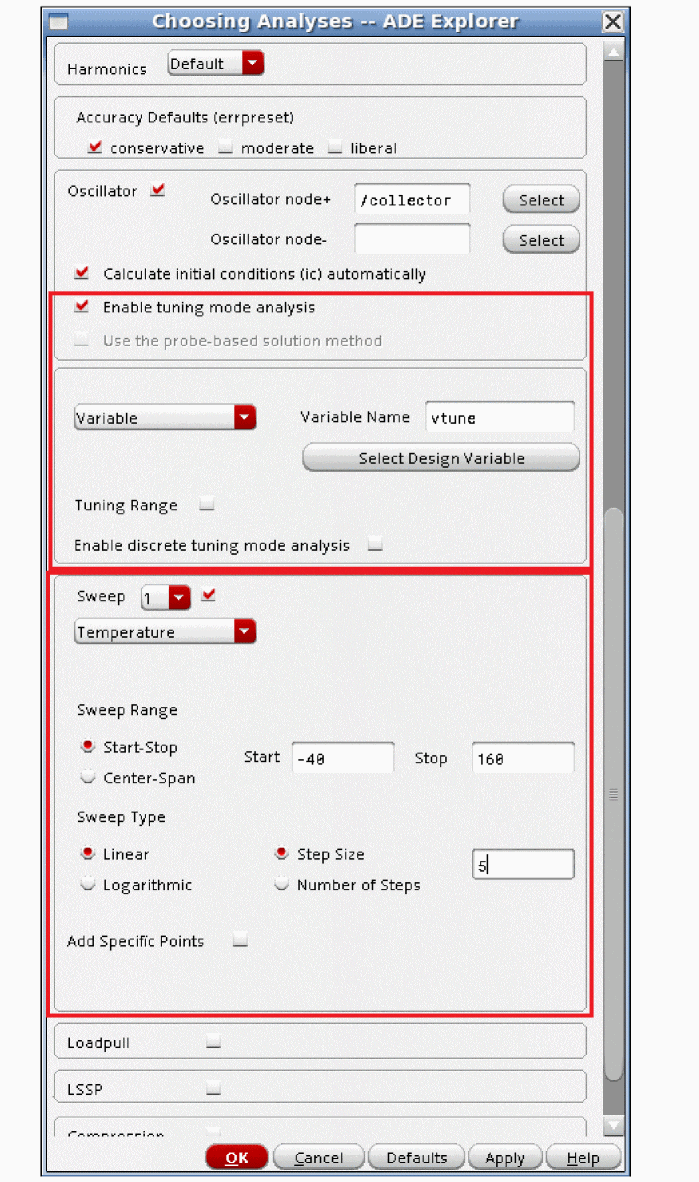 Choosing Analyses -- ADE Explorer
Harmonics Default
Accuracy Defaults (errpreset)
conservative moderate liberal
Oscillator Oscillator node+ /collector Select
Oscillator node- Select
Calculate initial conditions (ic) automatically
Enable tuning mode analysis
Use the probe-based solution method
Variable Variable Name vtune
Select Design Variable
Tuning Range
Enable discrete tuning mode analysis
Sweep 1
Temperature
Sweep Range
Start-Stop Start -40 Stop 160
Center-Span
Sweep Type
Linear Step Size 5
Logarithmic Number of Steps
Add Specific Points
Loadpull
LSSP
Compression
OK Cancel Defaults Apply Help